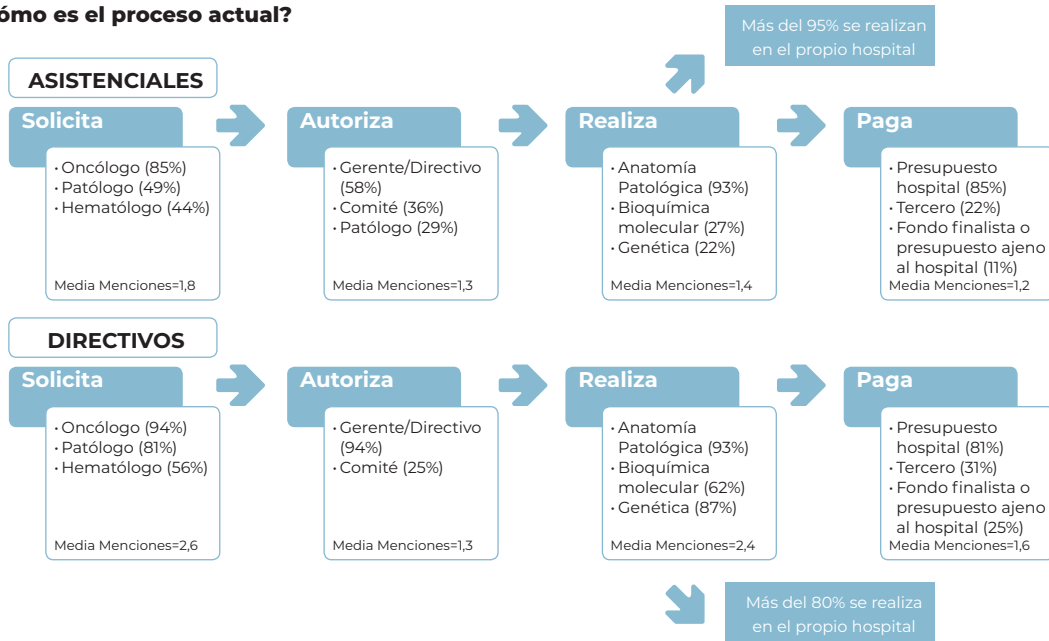 ómo es el proceso actual?
Más del 95% se realizan
en el propio hospital
ASISTENCIALES
Solicita
• Oncólogo (85%)
• Patólogo (49%)
• Hematólogo (44%)
Media Menciones=1,8
Autoriza
• Gerente/Directivo
(58%)
• Comité (36%)
• Patólogo (29%)
Media Menciones=1,3
Realiza
• Anatomía
Patológica (93%)
• Bioquímica
molecular (27%)
• Genética (22%)
Media Menciones=1,4
Paga
• Presupuesto
hospital (85%)
• Tercero (22%)
• Fondo finalista o
presupuesto ajeno
al hospital (11%)
Media Menciones=1,2
DIRECTIVOS
Solicita
• Oncólogo (94%)
• Patólogo (81%)
• Hematólogo (56%)
Media Menciones=2,6
Autoriza
• Gerente/Directivo
(94%)
• Comité (25%)
Media Menciones=1,3
Realiza
• Anatomía
Patológica (93%)
• Bioquímica
molecular (62%)
• Genética (87%)
Media Menciones=2,4
Paga
• Presupuesto
hospital (81%)
• Tercero (31%)
• Fondo finalista o
presupuesto ajeno
al hospital (25%)
Media Menciones=1,6
Más del 80% se realiza
en el propio hospital